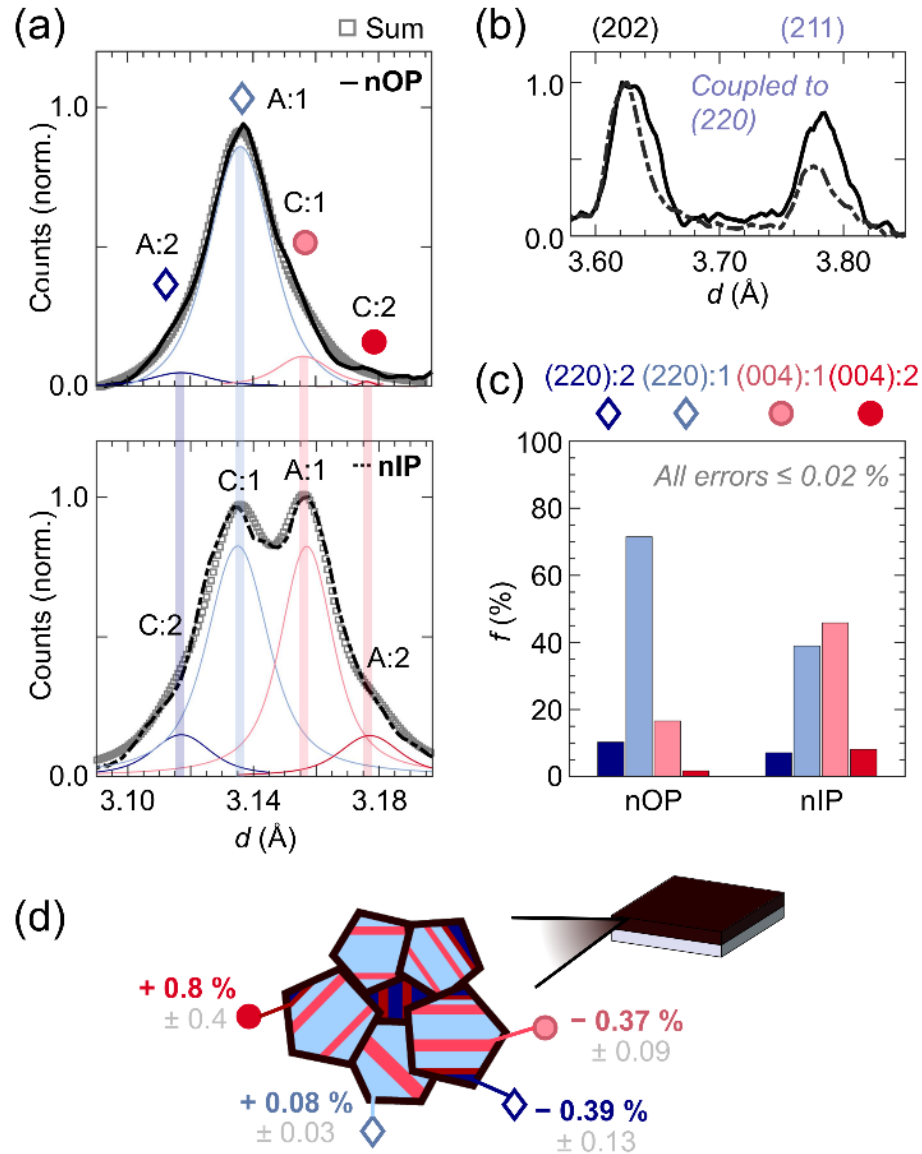 (a)
□ Sum
– nOP
A:1
A:2
C:1
C:2
1.0
0.0
Counts (norm.)
nIP
C:1
A:1
C:2
A:2
1.0
0.0
Counts (norm.)
3.10 3.14 3.18
d (Å)
(b)
(202) (211)
Coupled to
(220)
1.0
0.0
3.60 3.70 3.80
d (Å)
(c)
(220):2 (220):1 (004):1 (004):2
All errors ≤ 0.02 %
100
80
60
40
20
0
f (%)
nOP nIP
(d)
+ 0.8 %
± 0.4
− 0.37 %
± 0.09
+ 0.08 %
± 0.03
− 0.39 %
± 0.13